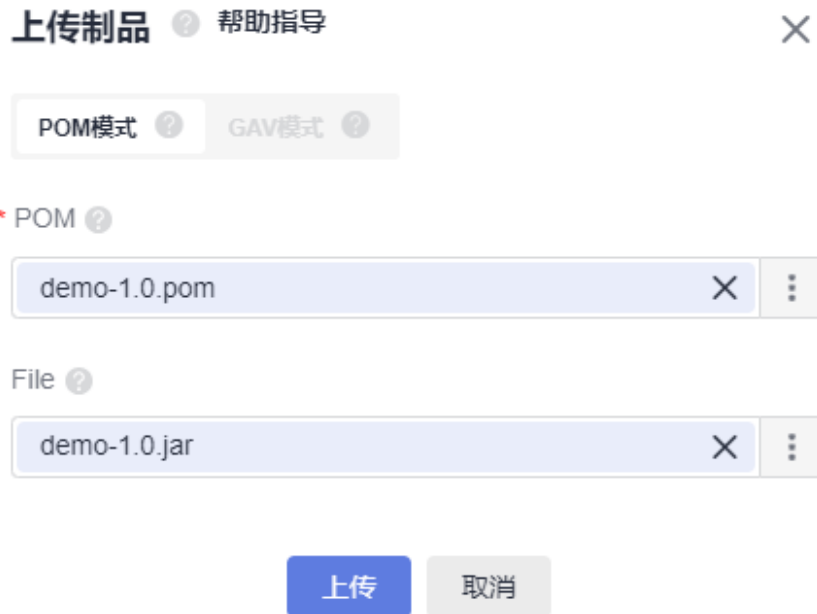 上传制品 帮助指导
POM模式 GAV模式
* POM
demo-1.0.pom
File
demo-1.0.jar
上传 取消